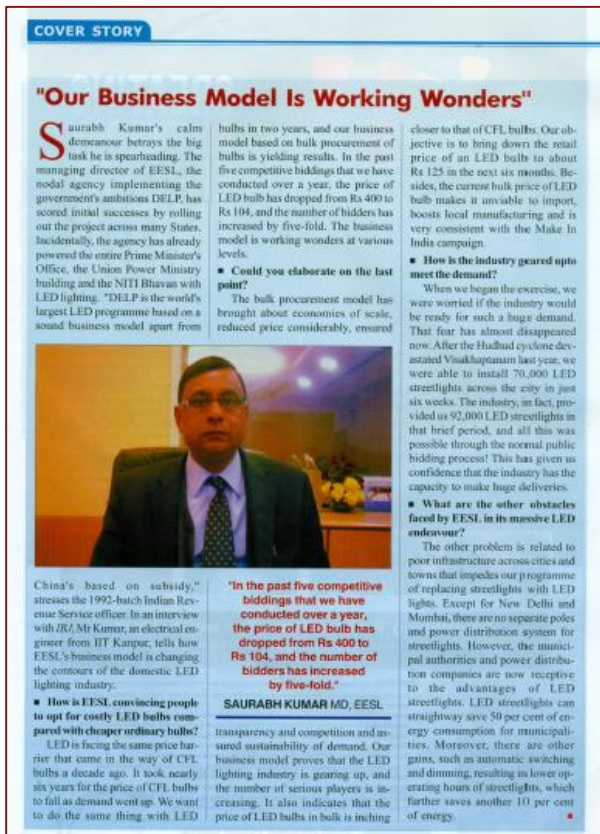 COVER STORY
"Our Business Model Is Working Wonders"
Saurabh Kumar's calm
demeanour betrays the big
task he is spearheading. The
managing director of EESL, the
nodal agency implementing the
government's ambitions DELP, has
scored initial successes by rolling
out the project across many States.
Incidentally, the agency has already
powered the entire Prime Minister's
Office, the Union Power Ministry
building and the NITI Bhavan with
LED lighting. "DELP is the world's
largest LED programme based on a
sound business model apart from
China's based on subsidy,"
stresses the 1992-batch Indian Rev-
enue Service officer. In an interview
with IBJ, Mr Kumar, an electrical en-
gineer from IIT Kanpur, tells how
EESL's business model is changing
the contours of the domestic LED
lighting industry.
■ How is EESL convincing people
to opt for costly LED bulbs com-
pared with cheaper ordinary bulbs?
LED is facing the same price bar-
rier that came in the way of CFL
bulbs a decade ago. It took nearly
six years for the price of CFL bulbs
to fall as demand went up. We want
to do the same thing with LED
bulbs in two years, and our business
model based on bulk procurement of
bulbs is yielding results. In the past
five competitive biddings that we have
conducted over a year, the price of
LED bulb has dropped from Rs 400 to
Rs 104, and the number of bidders has
increased by five-fold. The business
model is working wonders at various
levels.
■ Could you elaborate on the last
point?
The bulk procurement model has
brought about economies of scale,
reduced price considerably, ensured
"In the past five competitive
biddings that we have
conducted over a year,
the price of LED bulb has
dropped from Rs 400 to
Rs 104, and the number of
bidders has increased
by five-fold."
SAURABH KUMAR MD, EESL
transparency and competition and as-
sured sustainability of demand. Our
business model proves that the LED
lighting industry is gearing up, and
the number of serious players is in-
creasing. It also indicates that the
price of LED bulbs in bulk is inching
closer to that of CFL bulbs. Our ob-
jective is to bring down the retail
price of an LED bulb to about
Rs 125 in the next six months. Be-
sides, the current bulk price of LED
bulb makes it unviable to import,
boosts local manufacturing and is
very consistent with the Make In
India campaign.
■ How is the industry geared upto
meet the demand?
When we began the exercise, we
were worried if the industry would
be ready for such a huge demand.
That fear has almost disappeared
now. After the Hudhud cyclone dev-
astated Visakhaptanam last year, we
were able to install 70,000 LED
streetlights across the city in just
six weeks. The industry, in fact, pro-
vided us 92,000 LED streetlights in
that brief period, and all this was
possible through the normal public
bidding process! This has given us
confidence that the industry has the
capacity to make huge deliveries.
■ What are the other obstacles
faced by EESL in its massive LED
endeavour?
The other problem is related to
poor infrastructure across cities and
towns that impedes our programme
of replacing streetlights with LED
lights. Except for New Delhi and
Mumbai, there are no separate poles
and power distribution system for
streetlights. However, the munici-
pal authorities and power distribu-
tion companies are now receptive
to the advantages of LED
streetlights. LED streetlights can
straightway save 50 per cent of en-
ergy consumption for municipali-
ties. Moreover, there are other
gains, such as automatic switching
and dimming, resulting in lower op-
erating hours of streetlights, which
further saves another 10 per cent
of energy.